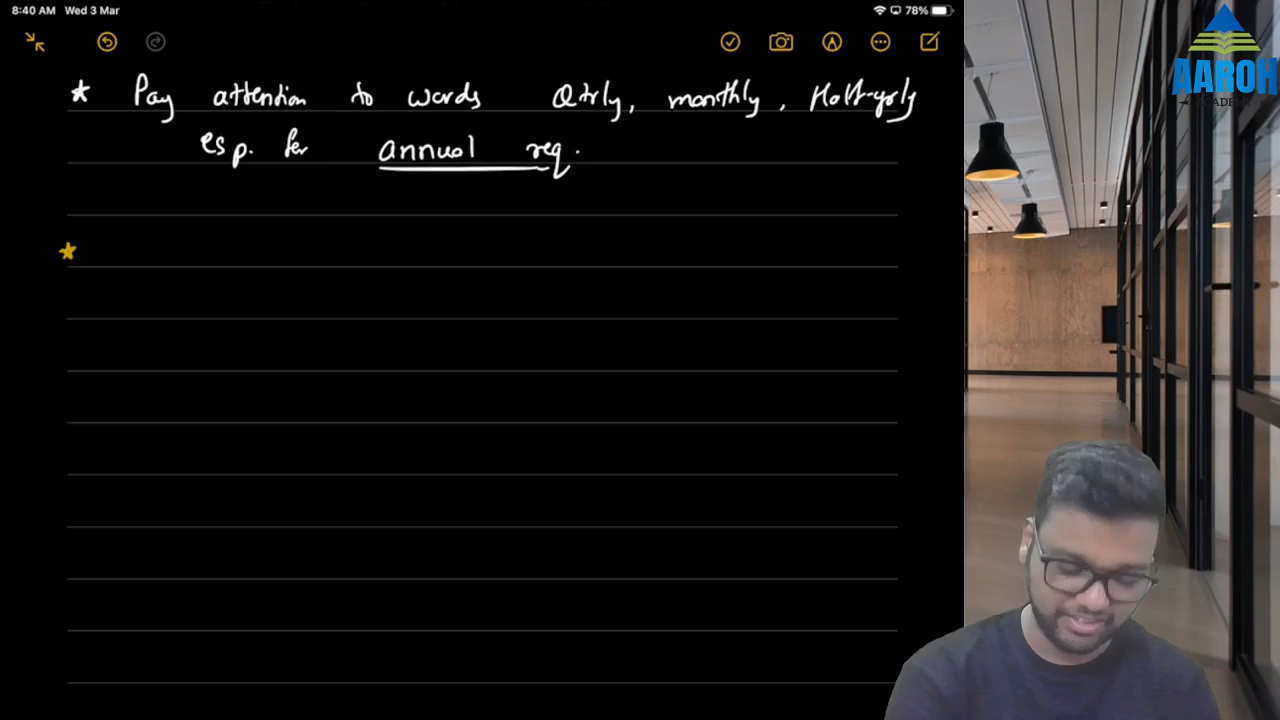 8:40 AM Wed 3 Mar 78%
AAROH
ACADEMY
* Pay attention to words Qtrly, monthly, Half-yrly
esp. for annual req.